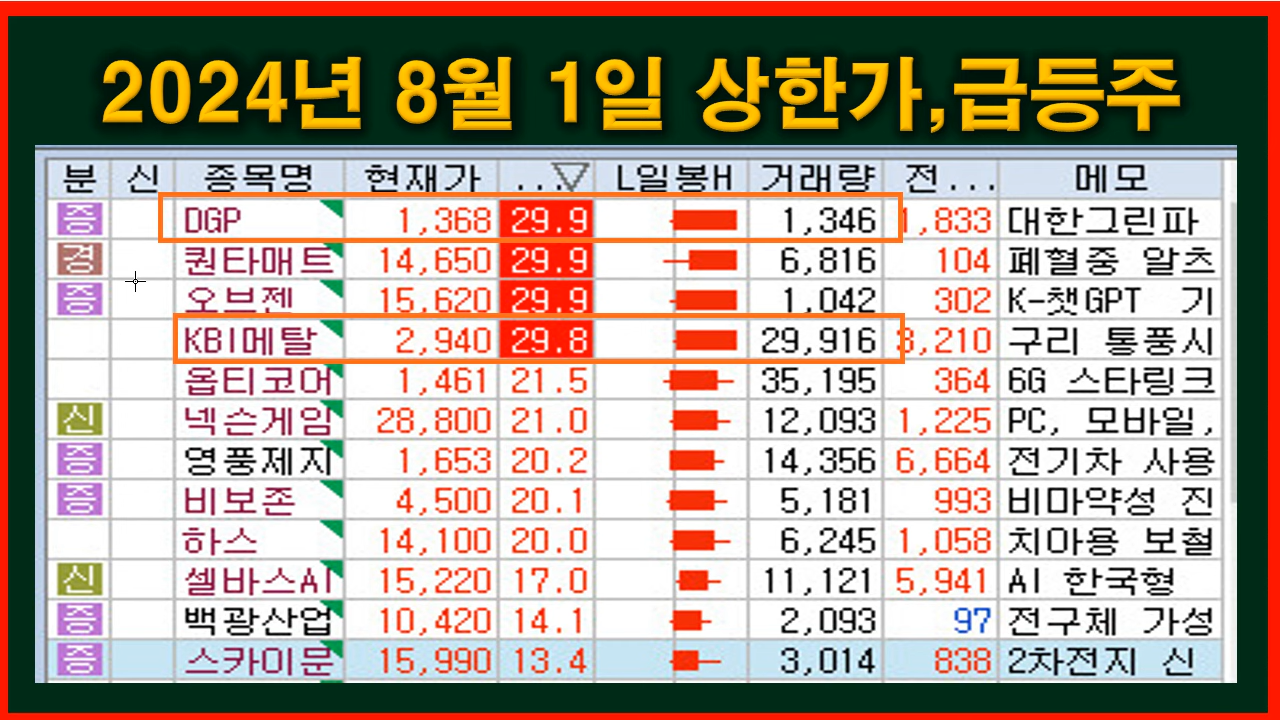 2024년 8월 1일 상한가,급등주
분 신 종목명 현재가 ...▽ L일봉H 거래량 전... 메모
증 DGP 1,368 29.9 1,346 1,833 대한그린파
경 퀀타매트 14,650 29.9 6,816 104 폐혈증 알츠
증 오브젠 15,620 29.9 1,042 302 K-챗GPT 기
KBI메탈 2,940 29.8 29,916 3,210 구리 통풍시
옵티코어 1,461 21.5 35,195 364 6G 스타링크
신 넥슨게임 28,800 21.0 12,093 1,225 PC, 모바일,
증 영풍제지 1,653 20.2 14,356 6,664 전기차 사용
증 비보존 4,500 20.1 5,181 993 비마약성 진
하스 14,100 20.0 6,245 1,058 치아용 보철
신 셀바스AI 15,220 17.0 11,121 5,941 AI 한국형
증 백광산업 10,420 14.1 2,093 97 전구체 가성
증 스카이문 15,990 13.4 3,014 838 2차전지 신